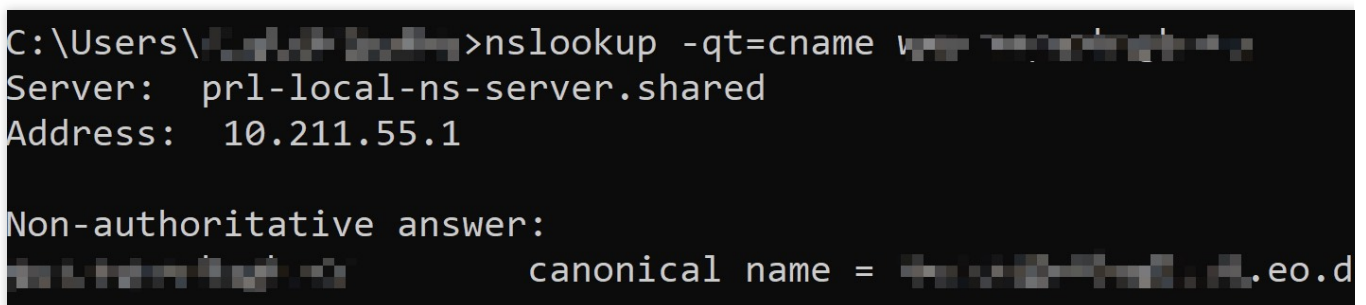 C:\Users\ >nslookup -qt=cname
Server:  prl-local-ns-server.shared
Address:  10.211.55.1
Non-authoritative answer:
canonical name = .eo.d